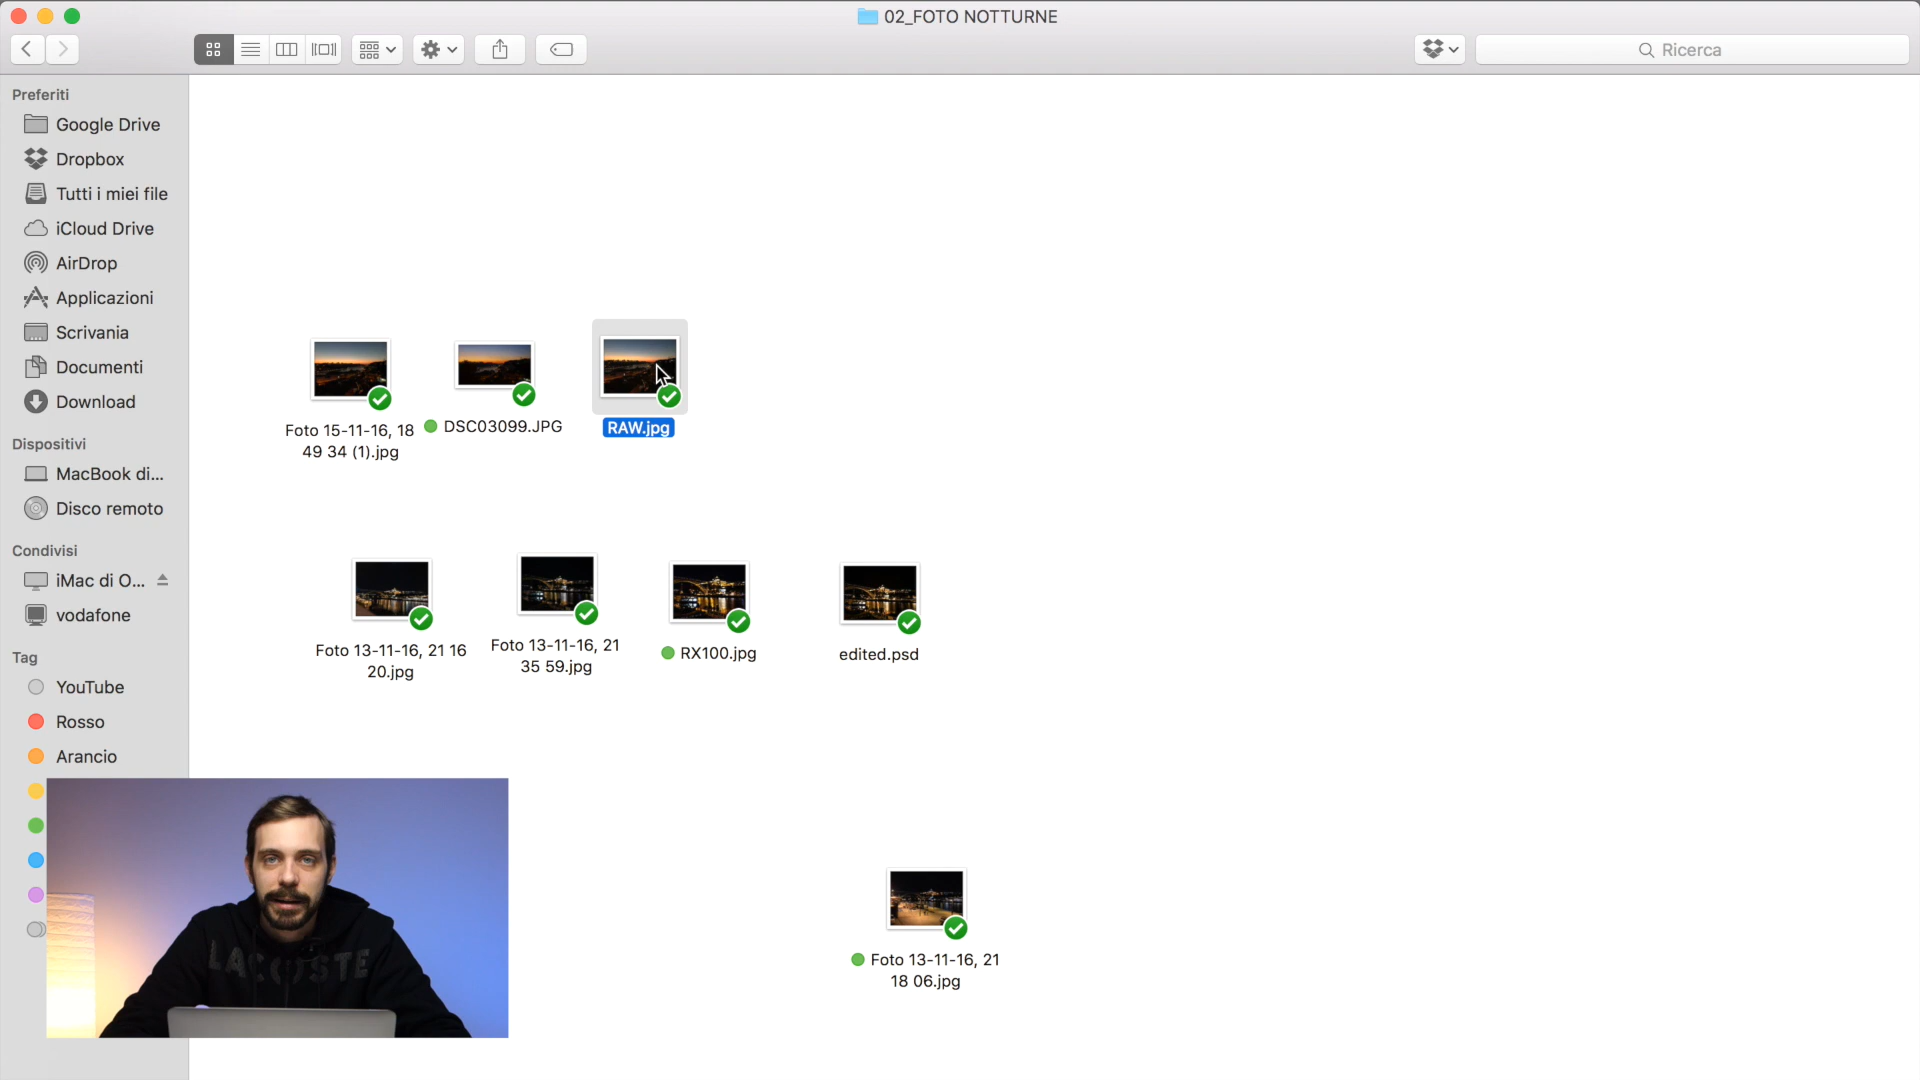 02_FOTO NOTTURNE
Ricerca
Preferiti
Google Drive
Dropbox
Tutti i miei file
iCloud Drive
AirDrop
Applicazioni
Scrivania
Documenti
Download
Dispositivi
MacBook di...
Disco remoto
Condivisi
iMac di O...
vodafone
Tag
YouTube
Rosso
Arancio
Foto 15-11-16, 18
49 34 (1).jpg
DSC03099.JPG
RAW.jpg
Foto 13-11-16, 21 16
20.jpg
Foto 13-11-16, 21
35 59.jpg
RX100.jpg
edited.psd
Foto 13-11-16, 21
18 06.jpg
LACOSTE